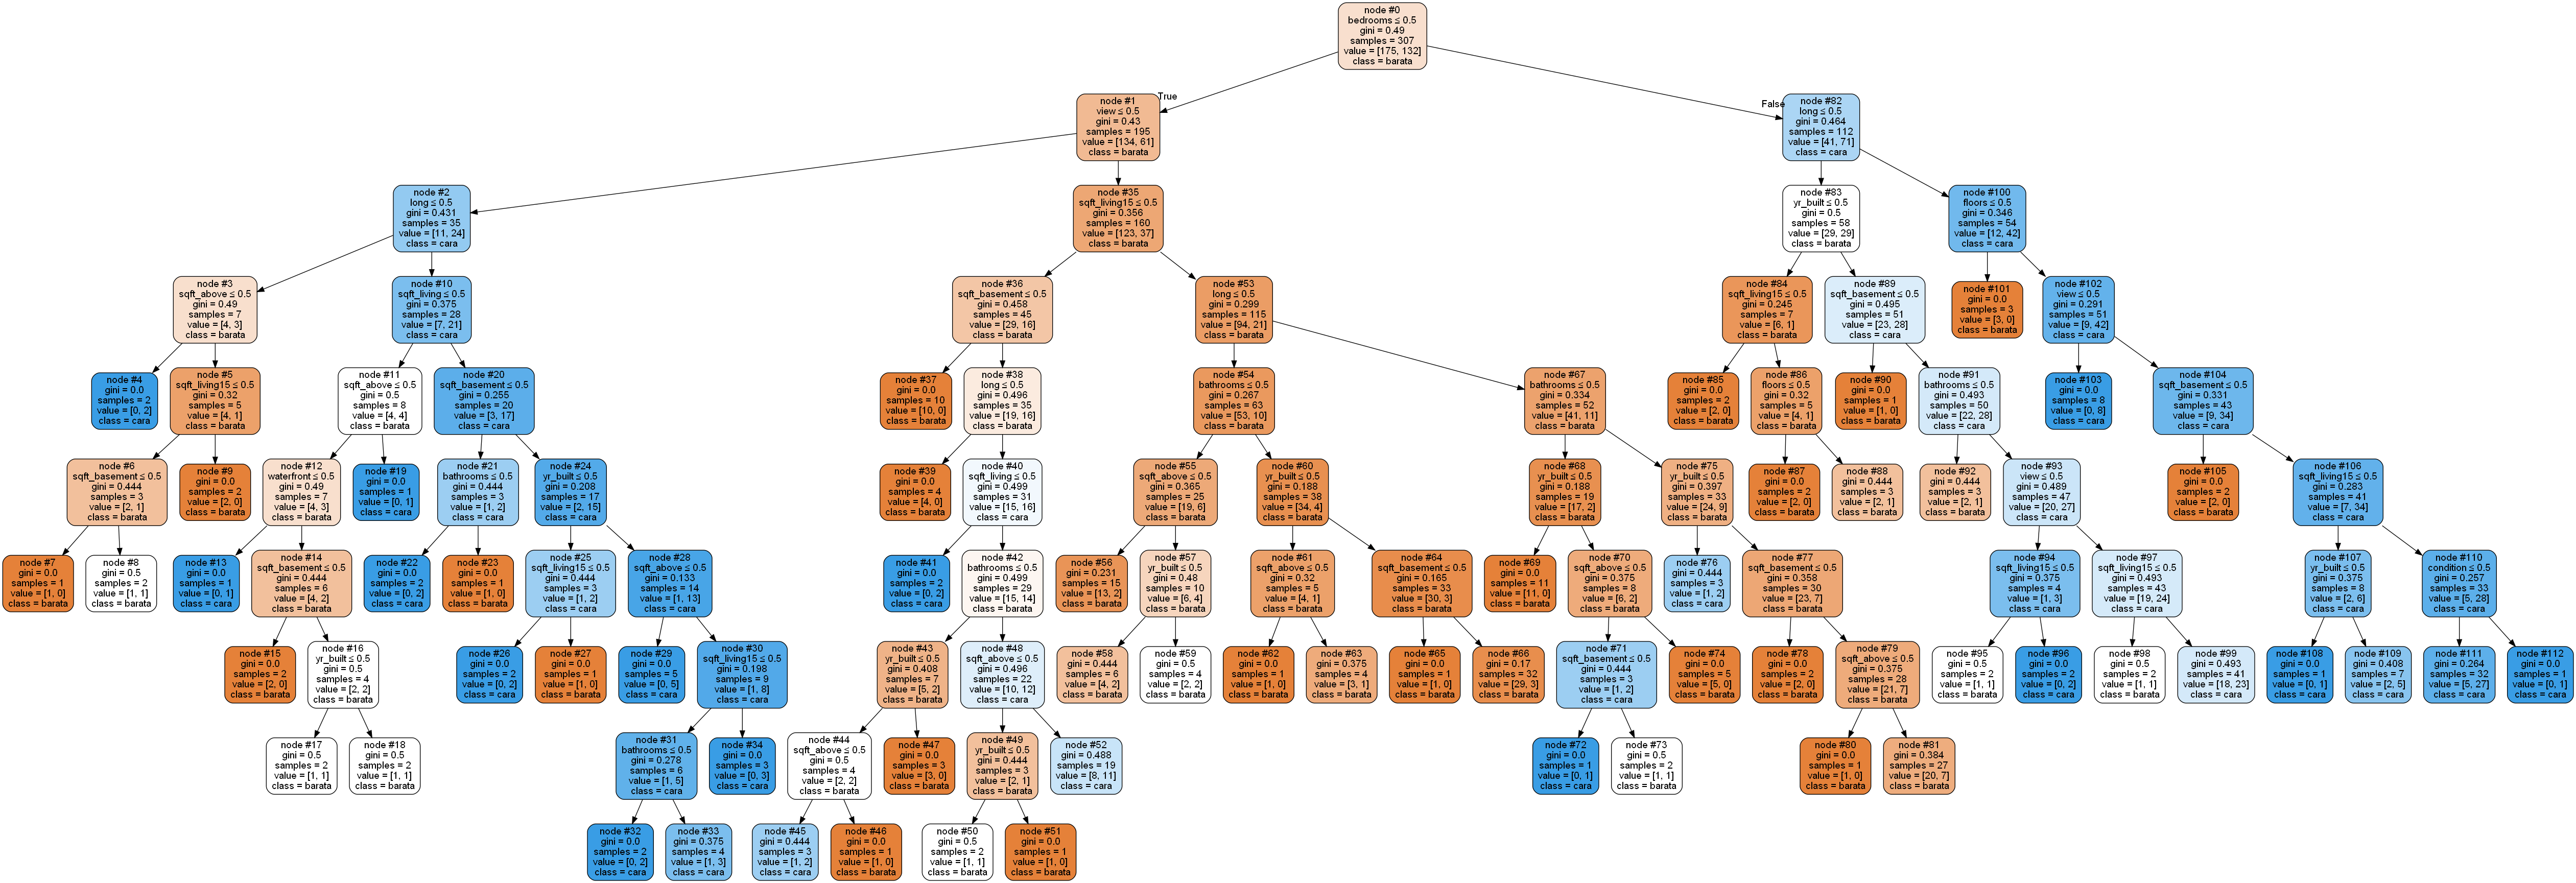 node #0
bedrooms ≤ 0.5
gini = 0.49
samples = 307
value = [175, 132]
class = barata
True
False
node #1
view ≤ 0.5
gini = 0.43
samples = 195
value = [134, 61]
class = barata
node #82
long ≤ 0.5
gini = 0.464
samples = 112
value = [41, 71]
class = cara
node #2
long ≤ 0.5
gini = 0.431
samples = 35
value = [11, 24]
class = cara
node #35
sqft_living15 ≤ 0.5
gini = 0.356
samples = 160
value = [123, 37]
class = barata
node #83
yr_built ≤ 0.5
gini = 0.5
samples = 58
value = [29, 29]
class = barata
node #100
floors ≤ 0.5
gini = 0.346
samples = 54
value = [12, 42]
class = cara
node #3
sqft_above ≤ 0.5
gini = 0.49
samples = 7
value = [4, 3]
class = barata
node #10
sqft_living ≤ 0.5
gini = 0.375
samples = 28
value = [7, 21]
class = cara
node #36
sqft_basement ≤ 0.5
gini = 0.458
samples = 45
value = [29, 16]
class = barata
node #53
long ≤ 0.5
gini = 0.299
samples = 115
value = [94, 21]
class = barata
node #84
sqft_living15 ≤ 0.5
gini = 0.245
samples = 7
value = [6, 1]
class = barata
node #89
sqft_basement ≤ 0.5
gini = 0.495
samples = 51
value = [23, 28]
class = cara
node #101
gini = 0.0
samples = 3
value = [3, 0]
class = barata
node #102
view ≤ 0.5
gini = 0.291
samples = 51
value = [9, 42]
class = cara
node #4
gini = 0.0
samples = 2
value = [0, 2]
class = cara
node #5
sqft_living15 ≤ 0.5
gini = 0.32
samples = 5
value = [4, 1]
class = barata
node #11
sqft_above ≤ 0.5
gini = 0.5
samples = 8
value = [4, 4]
class = barata
node #20
sqft_basement ≤ 0.5
gini = 0.255
samples = 20
value = [3, 17]
class = cara
node #37
gini = 0.0
samples = 10
value = [10, 0]
class = barata
node #38
long ≤ 0.5
gini = 0.496
samples = 35
value = [19, 16]
class = barata
node #54
bathrooms ≤ 0.5
gini = 0.267
samples = 63
value = [53, 10]
class = barata
node #67
bathrooms ≤ 0.5
gini = 0.334
samples = 52
value = [41, 11]
class = barata
node #85
gini = 0.0
samples = 2
value = [2, 0]
class = barata
node #86
floors ≤ 0.5
gini = 0.32
samples = 5
value = [4, 1]
class = barata
node #90
gini = 0.0
samples = 1
value = [1, 0]
class = barata
node #91
bathrooms ≤ 0.5
gini = 0.493
samples = 50
value = [22, 28]
class = cara
node #103
gini = 0.0
samples = 8
value = [0, 8]
class = cara
node #104
sqft_basement ≤ 0.5
gini = 0.331
samples = 43
value = [9, 34]
class = cara
node #6
sqft_basement ≤ 0.5
gini = 0.444
samples = 3
value = [2, 1]
class = barata
node #9
gini = 0.0
samples = 2
value = [2, 0]
class = barata
node #12
waterfront ≤ 0.5
gini = 0.49
samples = 7
value = [4, 3]
class = barata
node #19
gini = 0.0
samples = 1
value = [0, 1]
class = cara
node #21
bathrooms ≤ 0.5
gini = 0.444
samples = 3
value = [1, 2]
class = cara
node #24
yr_built ≤ 0.5
gini = 0.208
samples = 17
value = [2, 15]
class = cara
node #39
gini = 0.0
samples = 4
value = [4, 0]
class = barata
node #40
sqft_living ≤ 0.5
gini = 0.499
samples = 31
value = [15, 16]
class = cara
node #55
sqft_above ≤ 0.5
gini = 0.365
samples = 25
value = [19, 6]
class = barata
node #60
yr_built ≤ 0.5
gini = 0.188
samples = 38
value = [34, 4]
class = barata
node #68
yr_built ≤ 0.5
gini = 0.188
samples = 19
value = [17, 2]
class = barata
node #75
yr_built ≤ 0.5
gini = 0.397
samples = 33
value = [24, 9]
class = barata
node #87
gini = 0.0
samples = 2
value = [2, 0]
class = barata
node #88
gini = 0.444
samples = 3
value = [2, 1]
class = barata
node #92
gini = 0.444
samples = 3
value = [2, 1]
class = barata
node #93
view ≤ 0.5
gini = 0.489
samples = 47
value = [20, 27]
class = cara
node #105
gini = 0.0
samples = 2
value = [2, 0]
class = barata
node #106
sqft_living15 ≤ 0.5
gini = 0.283
samples = 41
value = [7, 34]
class = cara
node #7
gini = 0.0
samples = 1
value = [1, 0]
class = barata
node #8
gini = 0.5
samples = 2
value = [1, 1]
class = barata
node #13
gini = 0.0
samples = 1
value = [0, 1]
class = cara
node #14
sqft_basement ≤ 0.5
gini = 0.444
samples = 6
value = [4, 2]
class = barata
node #22
gini = 0.0
samples = 2
value = [0, 2]
class = cara
node #23
gini = 0.0
samples = 1
value = [1, 0]
class = barata
node #25
sqft_living15 ≤ 0.5
gini = 0.444
samples = 3
value = [1, 2]
class = cara
node #28
sqft_above ≤ 0.5
gini = 0.133
samples = 14
value = [1, 13]
class = cara
node #41
gini = 0.0
samples = 2
value = [0, 2]
class = cara
node #42
bathrooms ≤ 0.5
gini = 0.499
samples = 29
value = [15, 14]
class = barata
node #56
gini = 0.231
samples = 15
value = [13, 2]
class = barata
node #57
yr_built ≤ 0.5
gini = 0.48
samples = 10
value = [6, 4]
class = barata
node #61
sqft_above ≤ 0.5
gini = 0.32
samples = 5
value = [4, 1]
class = barata
node #64
sqft_basement ≤ 0.5
gini = 0.165
samples = 33
value = [30, 3]
class = barata
node #69
gini = 0.0
samples = 11
value = [11, 0]
class = barata
node #70
sqft_above ≤ 0.5
gini = 0.375
samples = 8
value = [6, 2]
class = barata
node #76
gini = 0.444
samples = 3
value = [1, 2]
class = cara
node #77
sqft_basement ≤ 0.5
gini = 0.358
samples = 30
value = [23, 7]
class = barata
node #94
sqft_living15 ≤ 0.5
gini = 0.375
samples = 4
value = [1, 3]
class = cara
node #97
sqft_living15 ≤ 0.5
gini = 0.493
samples = 43
value = [19, 24]
class = cara
node #107
yr_built ≤ 0.5
gini = 0.375
samples = 8
value = [2, 6]
class = cara
node #110
condition ≤ 0.5
gini = 0.257
samples = 33
value = [5, 28]
class = cara
node #15
gini = 0.0
samples = 2
value = [2, 0]
class = barata
node #16
yr_built ≤ 0.5
gini = 0.5
samples = 4
value = [2, 2]
class = barata
node #26
gini = 0.0
samples = 2
value = [0, 2]
class = cara
node #27
gini = 0.0
samples = 1
value = [1, 0]
class = barata
node #29
gini = 0.0
samples = 5
value = [0, 5]
class = cara
node #30
sqft_living15 ≤ 0.5
gini = 0.198
samples = 9
value = [1, 8]
class = cara
node #43
yr_built ≤ 0.5
gini = 0.408
samples = 7
value = [5, 2]
class = barata
node #48
sqft_above ≤ 0.5
gini = 0.496
samples = 22
value = [10, 12]
class = cara
node #58
gini = 0.444
samples = 6
value = [4, 2]
class = barata
node #59
gini = 0.5
samples = 4
value = [2, 2]
class = barata
node #62
gini = 0.0
samples = 1
value = [1, 0]
class = barata
node #63
gini = 0.375
samples = 4
value = [3, 1]
class = barata
node #65
gini = 0.0
samples = 1
value = [1, 0]
class = barata
node #66
gini = 0.17
samples = 32
value = [29, 3]
class = barata
node #71
sqft_basement ≤ 0.5
gini = 0.444
samples = 3
value = [1, 2]
class = cara
node #74
gini = 0.0
samples = 5
value = [5, 0]
class = barata
node #78
gini = 0.0
samples = 2
value = [2, 0]
class = barata
node #79
sqft_above ≤ 0.5
gini = 0.375
samples = 28
value = [21, 7]
class = barata
node #95
gini = 0.5
samples = 2
value = [1, 1]
class = barata
node #96
gini = 0.0
samples = 2
value = [0, 2]
class = cara
node #98
gini = 0.5
samples = 2
value = [1, 1]
class = barata
node #99
gini = 0.493
samples = 41
value = [18, 23]
class = cara
node #108
gini = 0.0
samples = 1
value = [0, 1]
class = cara
node #109
gini = 0.408
samples = 7
value = [2, 5]
class = cara
node #111
gini = 0.264
samples = 32
value = [5, 27]
class = cara
node #112
gini = 0.0
samples = 1
value = [0, 1]
class = cara
node #17
gini = 0.5
samples = 2
value = [1, 1]
class = barata
node #18
gini = 0.5
samples = 2
value = [1, 1]
class = barata
node #31
bathrooms ≤ 0.5
gini = 0.278
samples = 6
value = [1, 5]
class = cara
node #34
gini = 0.0
samples = 3
value = [0, 3]
class = cara
node #44
sqft_above ≤ 0.5
gini = 0.5
samples = 4
value = [2, 2]
class = barata
node #47
gini = 0.0
samples = 3
value = [3, 0]
class = barata
node #49
yr_built ≤ 0.5
gini = 0.444
samples = 3
value = [2, 1]
class = barata
node #52
gini = 0.488
samples = 19
value = [8, 11]
class = cara
node #72
gini = 0.0
samples = 1
value = [0, 1]
class = cara
node #73
gini = 0.5
samples = 2
value = [1, 1]
class = barata
node #80
gini = 0.0
samples = 1
value = [1, 0]
class = barata
node #81
gini = 0.384
samples = 27
value = [20, 7]
class = barata
node #32
gini = 0.0
samples = 2
value = [0, 2]
class = cara
node #33
gini = 0.375
samples = 4
value = [1, 3]
class = cara
node #45
gini = 0.444
samples = 3
value = [1, 2]
class = cara
node #46
gini = 0.0
samples = 1
value = [1, 0]
class = barata
node #50
gini = 0.5
samples = 2
value = [1, 1]
class = barata
node #51
gini = 0.0
samples = 1
value = [1, 0]
class = barata